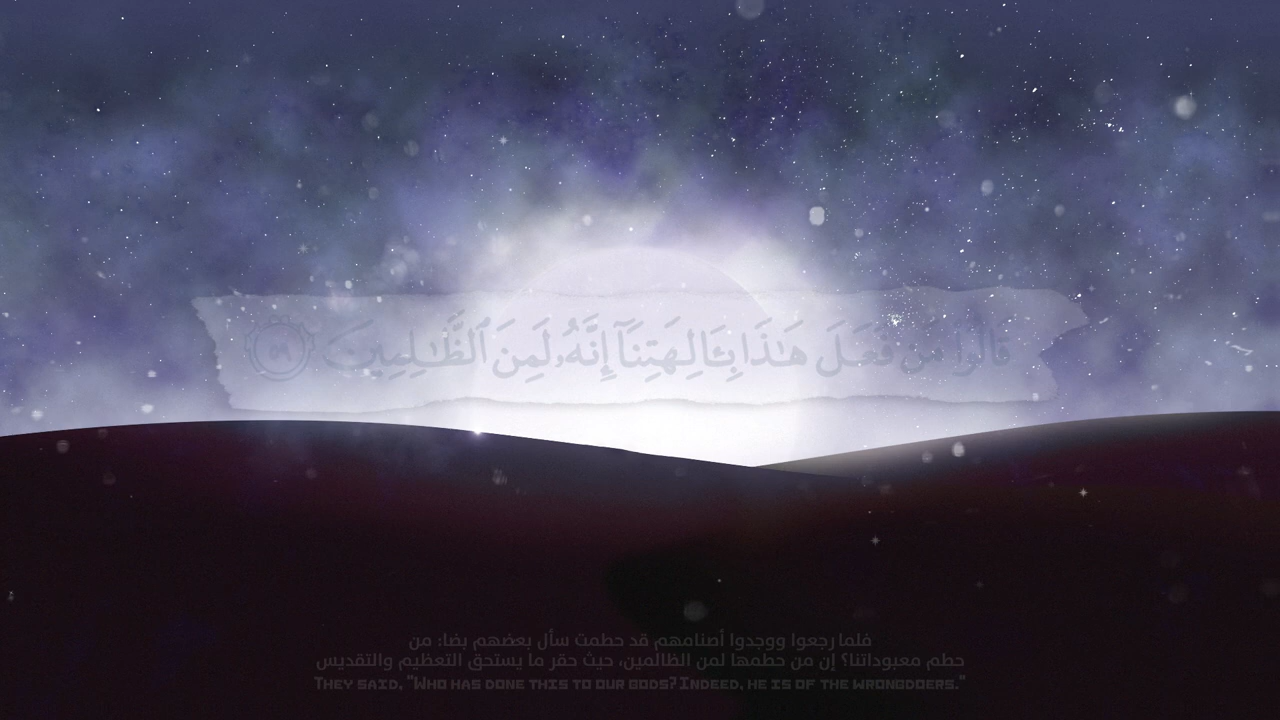 قَالُوا۟ مَن فَعَلَ هَـٰذَا بِـَٔالِهَتِنَآ إِنَّهُۥ لَمِنَ ٱلظَّـٰلِمِينَ ٥٩
فلما رجعوا ووجدوا أصنامهم قد حطمت سأل بعضهم بضا: من
حطم معبوداتنا؟ إن من حطمها لمن الظالمين، حيث حقر ما يستحق التعظيم والتقديس
They said, "Who has done this to our gods? Indeed, he is of the wrongdoers."